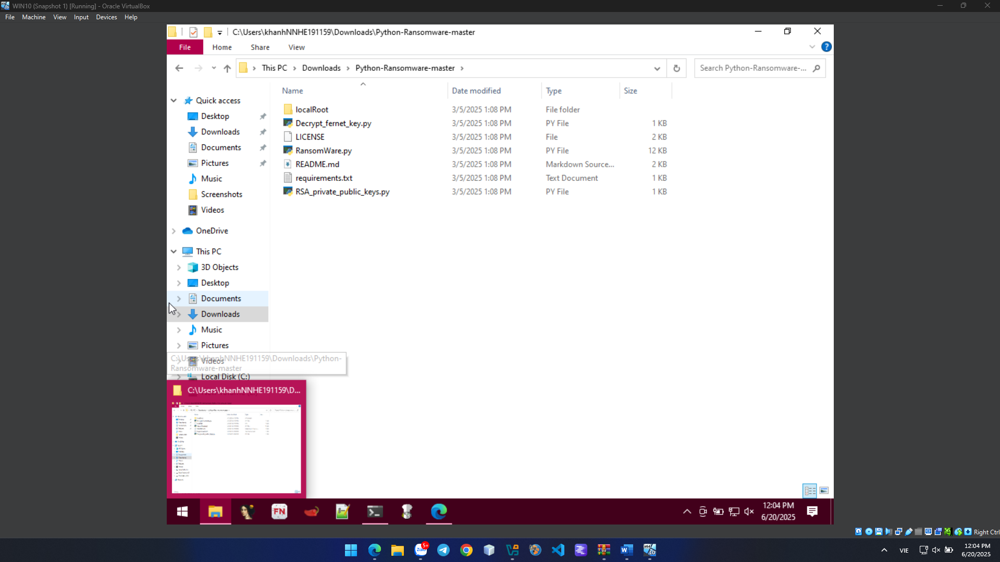 WIN10 (Snapshot 1) [Running] - Oracle VirtualBox
File Machine View Input Devices Help
C:\Users\khanhNNHE191159\Downloads\Python-Ransomware-master
File Home Share View
This PC > Downloads > Python-Ransomware-master >
Search Python-Ransomware-...
Name Date modified Type Size
Quick access
Desktop
Downloads
Documents
Pictures
Music
Screenshots
Videos
OneDrive
This PC
3D Objects
Desktop
Documents
Downloads
Music
Pictures
Videos
Local Disk (C:)
localRoot 3/5/2025 1:08 PM File folder
Decrypt_fernet_key.py 3/5/2025 1:08 PM PY File 1 KB
LICENSE 3/5/2025 1:08 PM File 2 KB
RansomWare.py 3/5/2025 1:08 PM PY File 12 KB
README.md 3/5/2025 1:08 PM Markdown Source... 2 KB
requirements.txt 3/5/2025 1:08 PM Text Document 1 KB
RSA_private_public_keys.py 3/5/2025 1:08 PM PY File 1 KB
C:\Users\khanhNNHE191159\Downloads\Python-
Ransomware-master
C:\Users\khanhNNHE191159\D...
FN
12:04 PM
6/20/2025
Right Ctrl
Zalo
5+
VIE
12:04 PM
6/20/2025